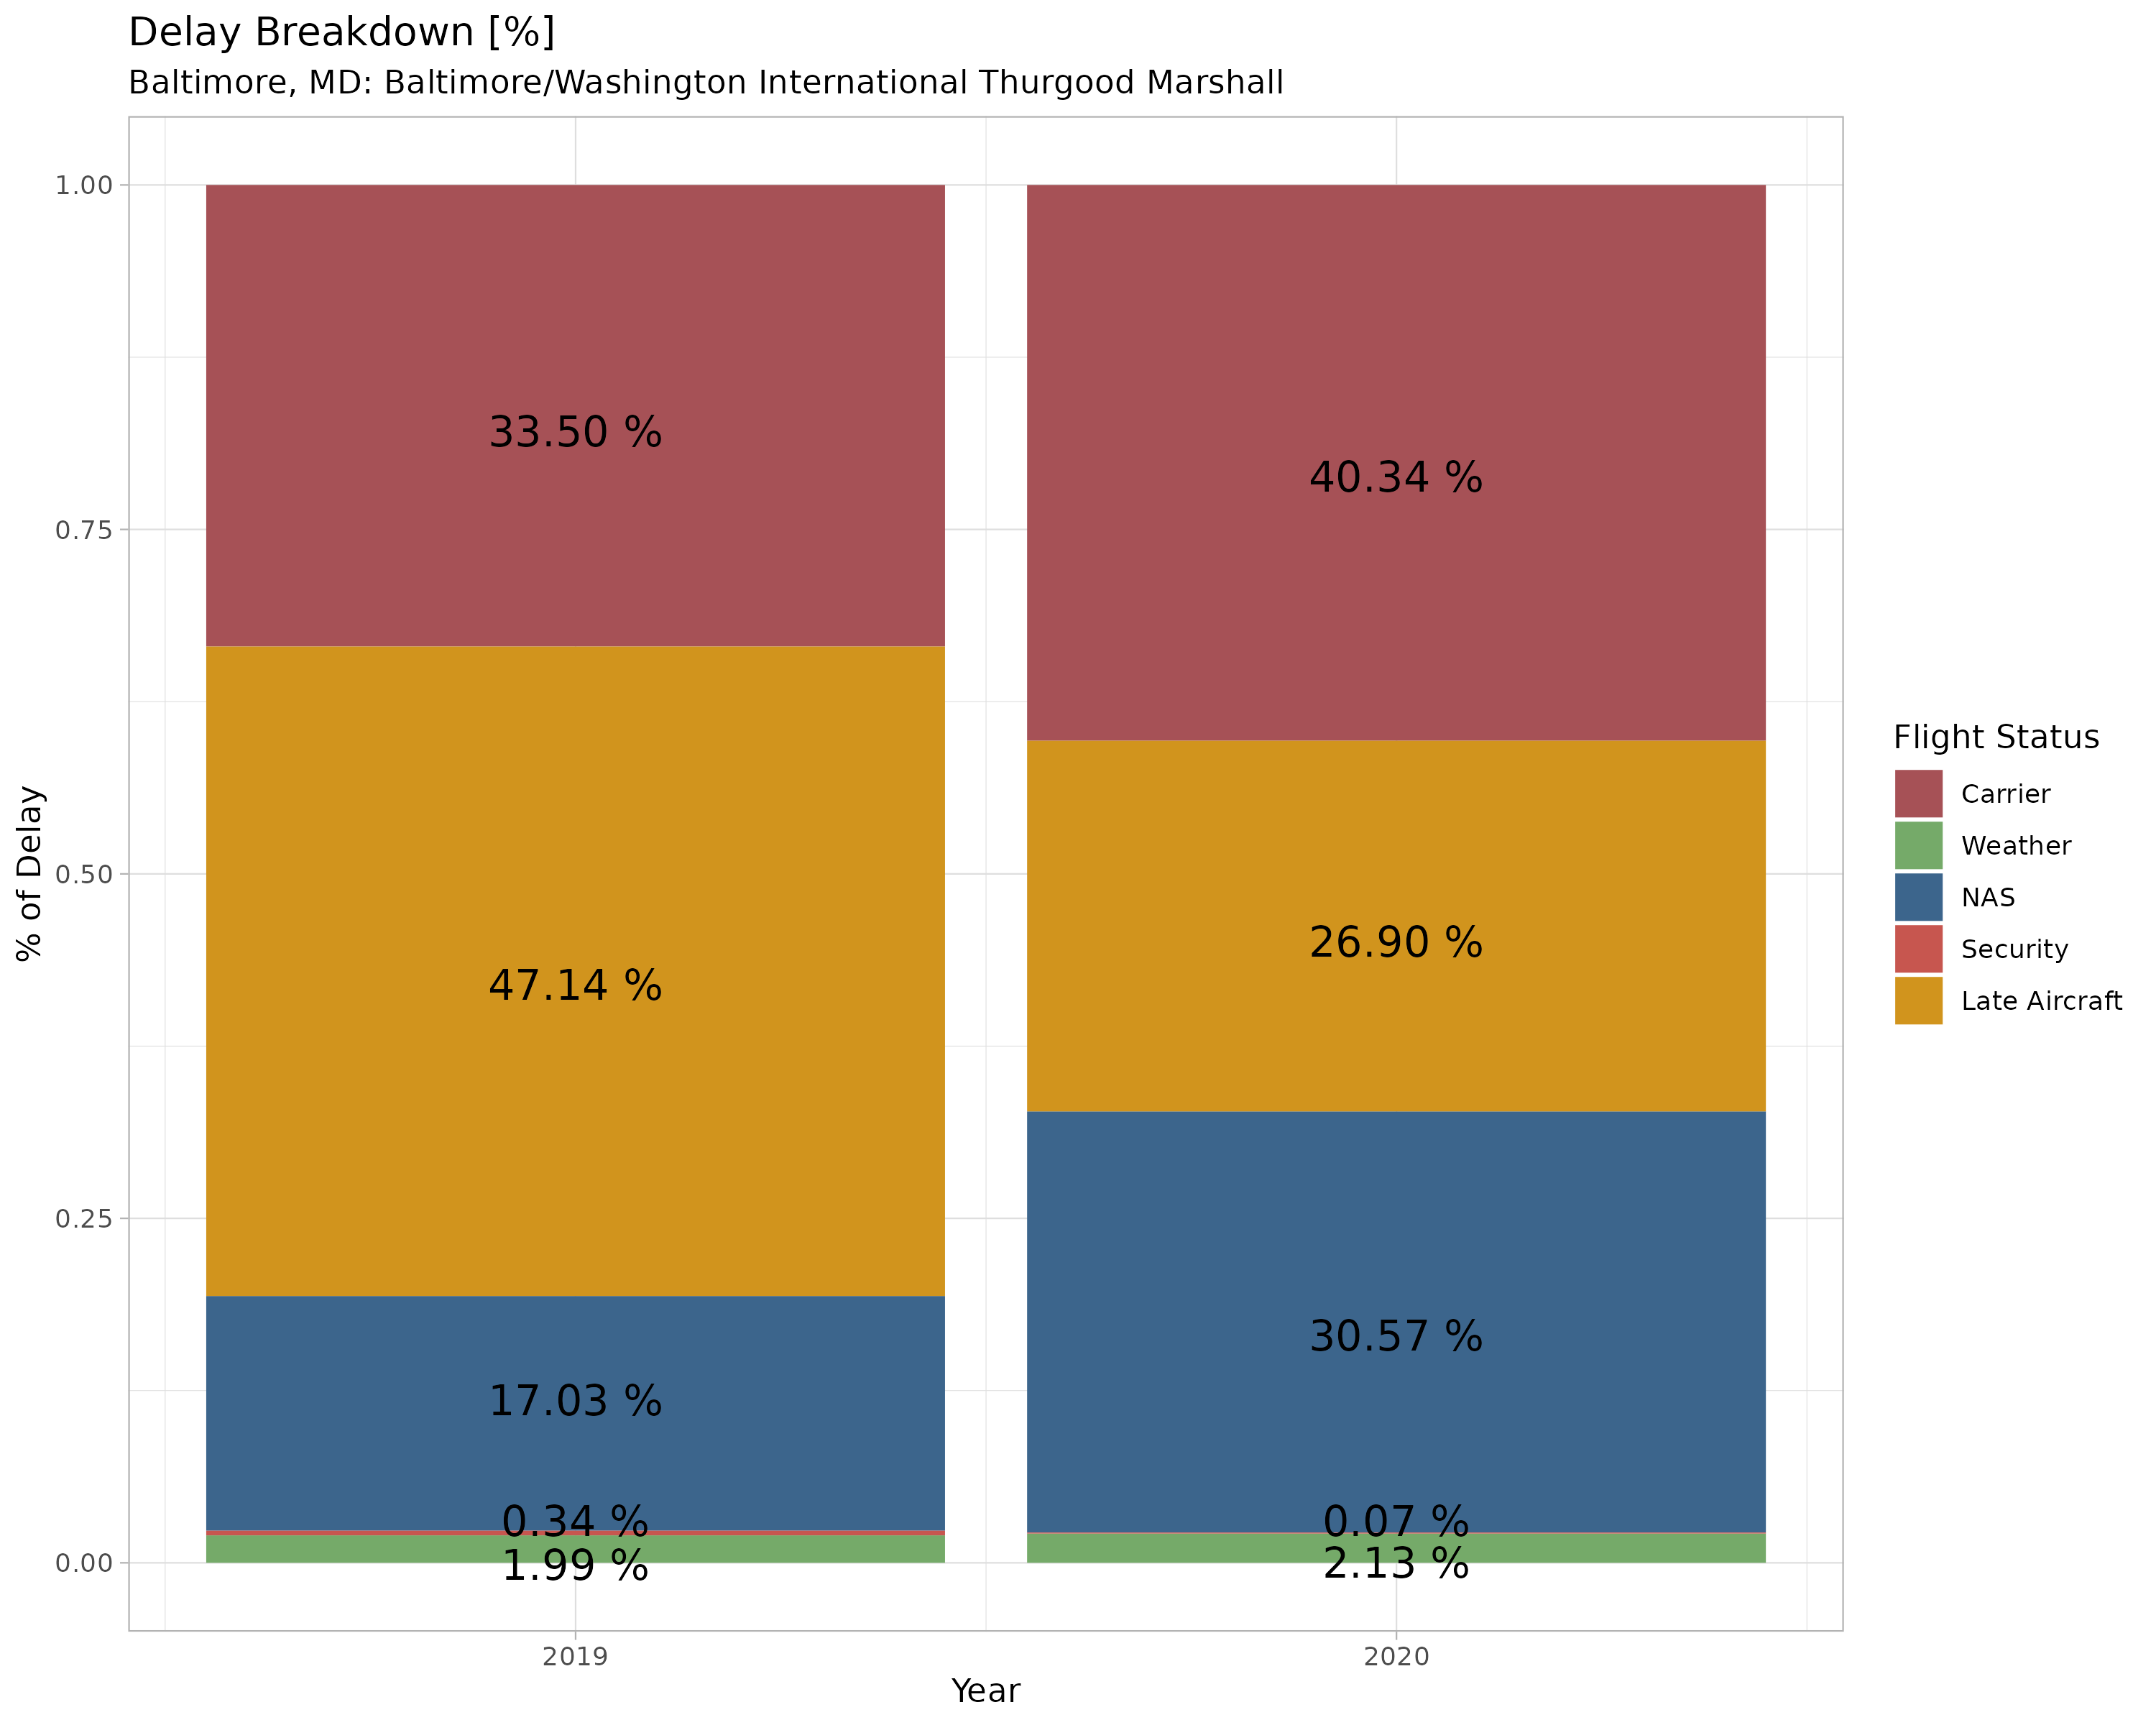 Delay Breakdown [%]
Baltimore, MD: Baltimore/Washington International Thurgood Marshall
1.00
0.75
0.50
0.25
0.00
% of Delay
33.50 %
47.14 %
17.03 %
0.34 %
1.99 %
40.34 %
26.90 %
30.57 %
0.07 %
2.13 %
2019
2020
Year
Flight Status
Carrier
Weather
NAS
Security
Late Aircraft